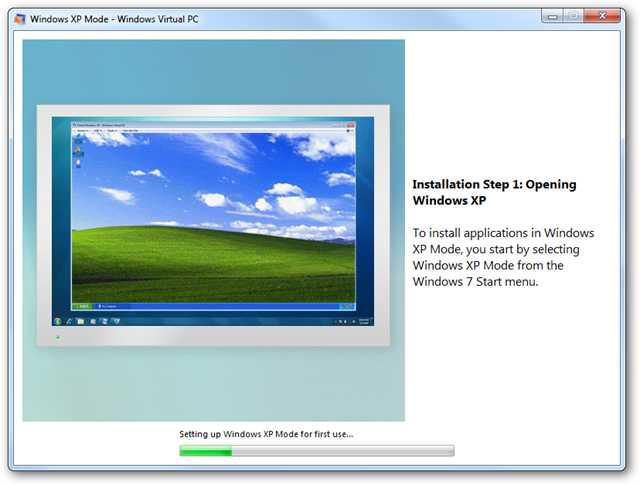 Windows XP Mode - Windows Virtual PC
Installation Step 1: Opening
Windows XP
To install applications in Windows
XP Mode, you start by selecting
Windows XP Mode from the
Windows 7 Start menu.
Setting up Windows XP Mode for first use...